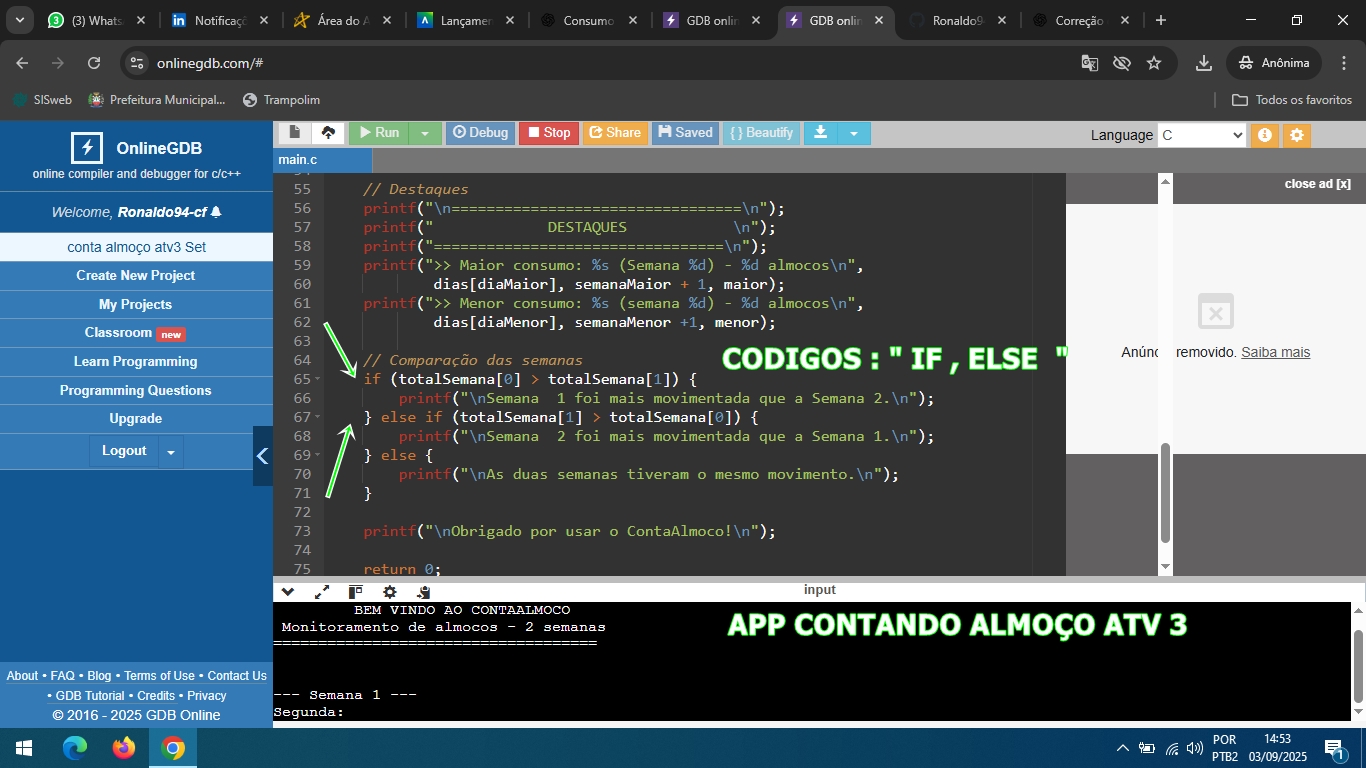 (3) Whats
Notificaçõ
Área do A
Lançamen
Consumo
GDB onlin
GDB onlin
Ronaldo9
Correção
onlinegdb.com/#
Anônima
SISweb
Prefeitura Municipal...
Trampolim
Todos os favoritos
OnlineGDB
online compiler and debugger for c/c++
Welcome, Ronaldo94-cf
conta almoço atv3 Set
Create New Project
My Projects
Classroom new
Learn Programming
Programming Questions
Upgrade
Logout
About • FAQ • Blog • Terms of Use • Contact Us
• GDB Tutorial • Credits • Privacy
© 2016 - 2025 GDB Online
Run
Debug
Stop
Share
Saved
{ } Beautify
Language C
main.c
close ad [x]
55 // Destaques
56 printf("\n=================================\n");
57 printf("             DESTAQUES            \n");
58 printf("=================================\n");
59 printf(">> Maior consumo: %s (Semana %d) - %d almocos\n",
60 dias[diaMaior], semanaMaior + 1, maior);
61 printf(">> Menor consumo: %s (semana %d) - %d almocos\n",
62 dias[diaMenor], semanaMenor +1, menor);
63
64 // Comparação das semanas
65 if (totalSemana[0] > totalSemana[1]) {
66 printf("\nSemana  1 foi mais movimentada que a Semana 2.\n");
67 } else if (totalSemana[1] > totalSemana[0]) {
68 printf("\nSemana  2 foi mais movimentada que a Semana 1.\n");
69 } else {
70 printf("\nAs duas semanas tiveram o mesmo movimento.\n");
71 }
72
73 printf("\nObrigado por usar o ContaAlmoco!\n");
74
75 return 0;
CODIGOS : " IF , ELSE "
Anúnc removido. Saiba mais
input
BEM VINDO AO CONTAALMOCO
Monitoramento de almocos - 2 semanas
====================================
--- Semana 1 ---
Segunda:
APP CONTANDO ALMOÇO ATV 3
POR
PTB2
14:53
03/09/2025
1